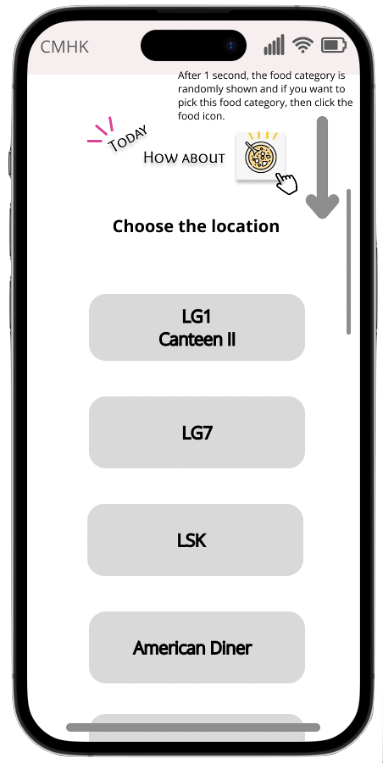 CMHK
After 1 second, the food category is
randomly shown and if you want to
pick this food category, then click the
food icon.
TODAY
HOW ABOUT
Choose the location
LG1
Canteen II
LG7
LSK
American Diner